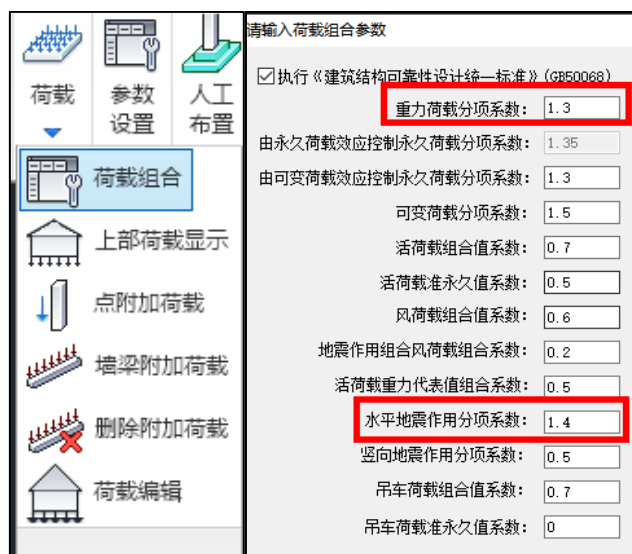 荷载
参数
设置
人工
布置
荷载组合
上部荷载显示
点附加荷载
墙梁附加荷载
删除附加荷载
荷载编辑
请输入荷载组合参数
执行《建筑结构可靠性设计统一标准》(GB50068)
重力荷载分项系数: 1.3
由永久荷载效应控制永久荷载分项系数: 1.35
由可变荷载效应控制永久荷载分项系数: 1.3
可变荷载分项系数: 1.5
活荷载组合值系数: 0.7
活荷载准永久值系数: 0.5
风荷载组合值系数: 0.6
地震作用组合风荷载组合系数: 0.2
活荷载重力代表值组合系数: 0.5
水平地震作用分项系数: 1.4
竖向地震作用分项系数: 0.5
吊车荷载组合值系数: 0.7
吊车荷载准永久值系数: 0